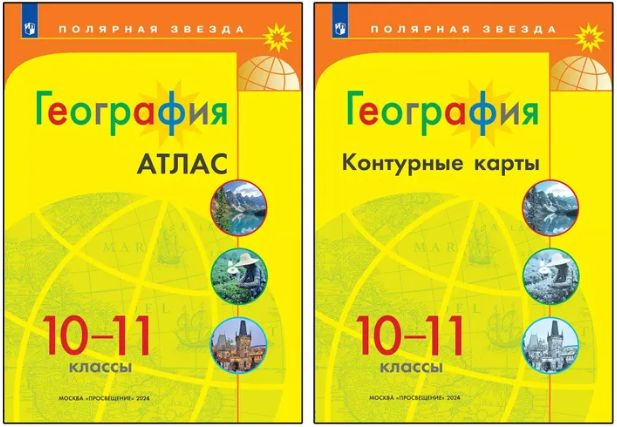 ПОЛЯРНАЯ ЗВЕЗДА
География
АТЛАС
10–11
классы
МОСКВА «ПРОСВЕЩЕНИЕ» 2024
ПОЛЯРНАЯ ЗВЕЗДА
География
Контурные карты
10–11
классы
МОСКВА «ПРОСВЕЩЕНИЕ» 2024